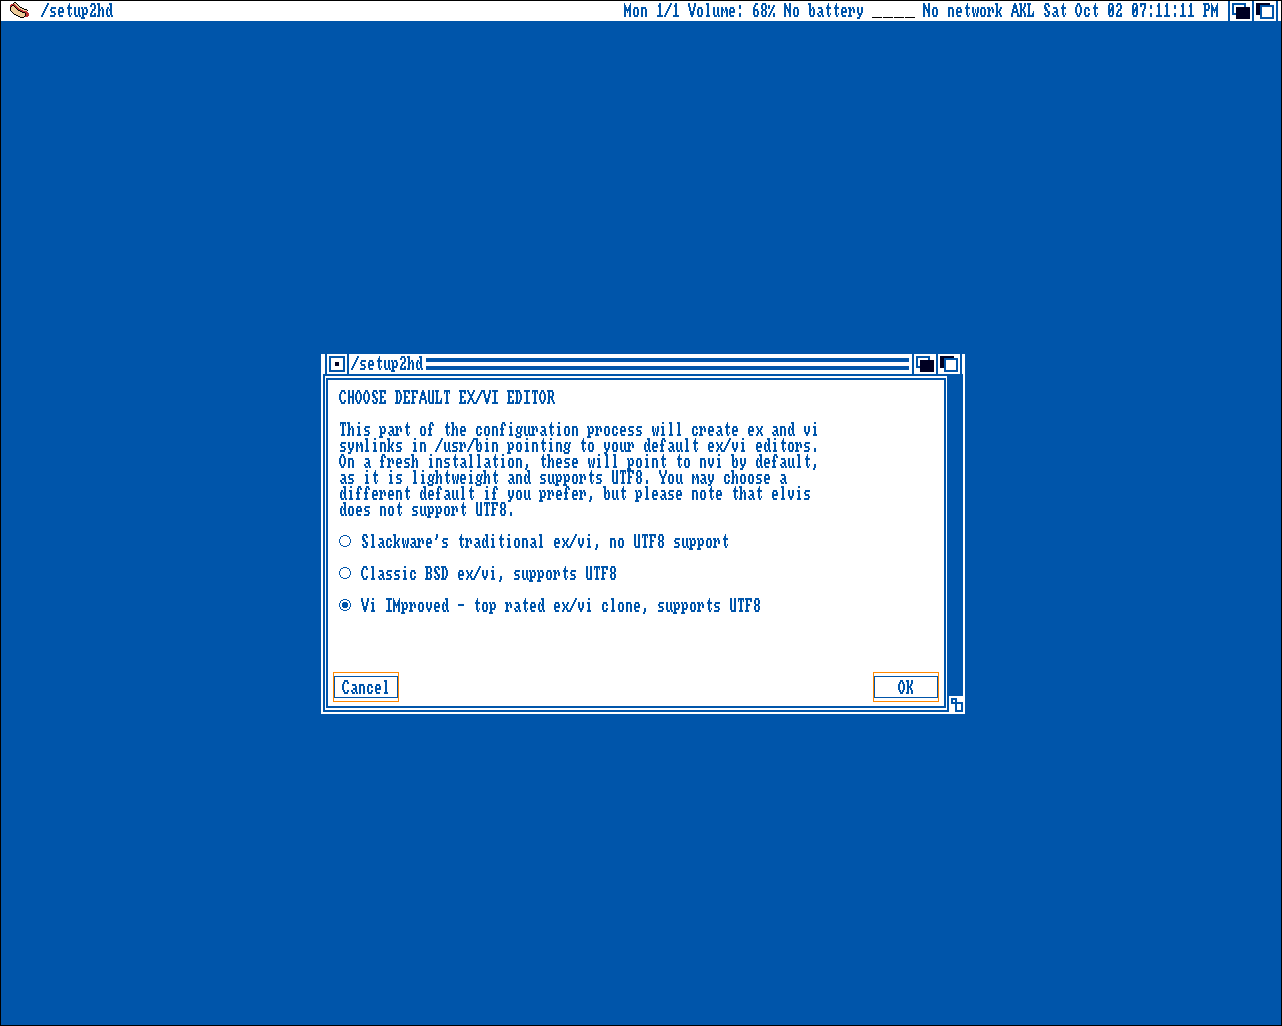 /setup2hd
Mon 1/1 Volume: 68% No battery ____ No network AKL Sat Oct 02 07:11:11 PM
/setup2hd
CHOOSE DEFAULT EX/VI EDITOR
This part of the configuration process will create ex and vi
symlinks in /usr/bin pointing to your default ex/vi editors.
On a fresh installation, these will point to nvi by default,
as it is lightweight and supports UTF8. You may choose a
different default if you prefer, but please note that elvis
does not support UTF8.
Slackware's traditional ex/vi, no UTF8 support
Classic BSD ex/vi, supports UTF8
Vi IMproved - top rated ex/vi clone, supports UTF8
Cancel
OK